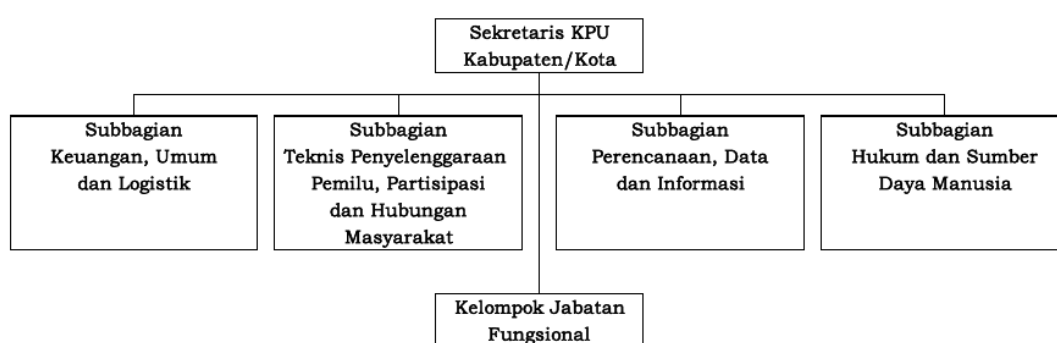 Sekretaris KPU
Kabupaten/Kota
Subbagian
Keuangan, Umum
dan Logistik
Subbagian
Teknis Penyelenggaraan
Pemilu, Partisipasi
dan Hubungan
Masyarakat
Subbagian
Perencanaan, Data
dan Informasi
Subbagian
Hukum dan Sumber
Daya Manusia
Kelompok Jabatan
Fungsional